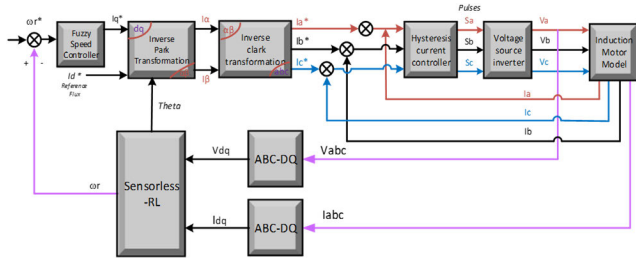 Pulses
ωr*
Fuzzy
Speed
Controller
Iq*
dq
Inverse
Park
Transformation
Iα
Iβ
αβ
Inverse
clark
transformation
abc
Ia*
Ib*
Ic*
Hysteresis
current
controller
Sa
Sb
Sc
Voltage
source
inverter
Va
Vb
Vc
Induction
Motor
Model
+
-
Id *
Reference
Flux
Theta
Ia
Ic
Ib
Sensorless
-RL
Vdq
ABC-DQ
Vabc
ωr
Idq
ABC-DQ
Iabc